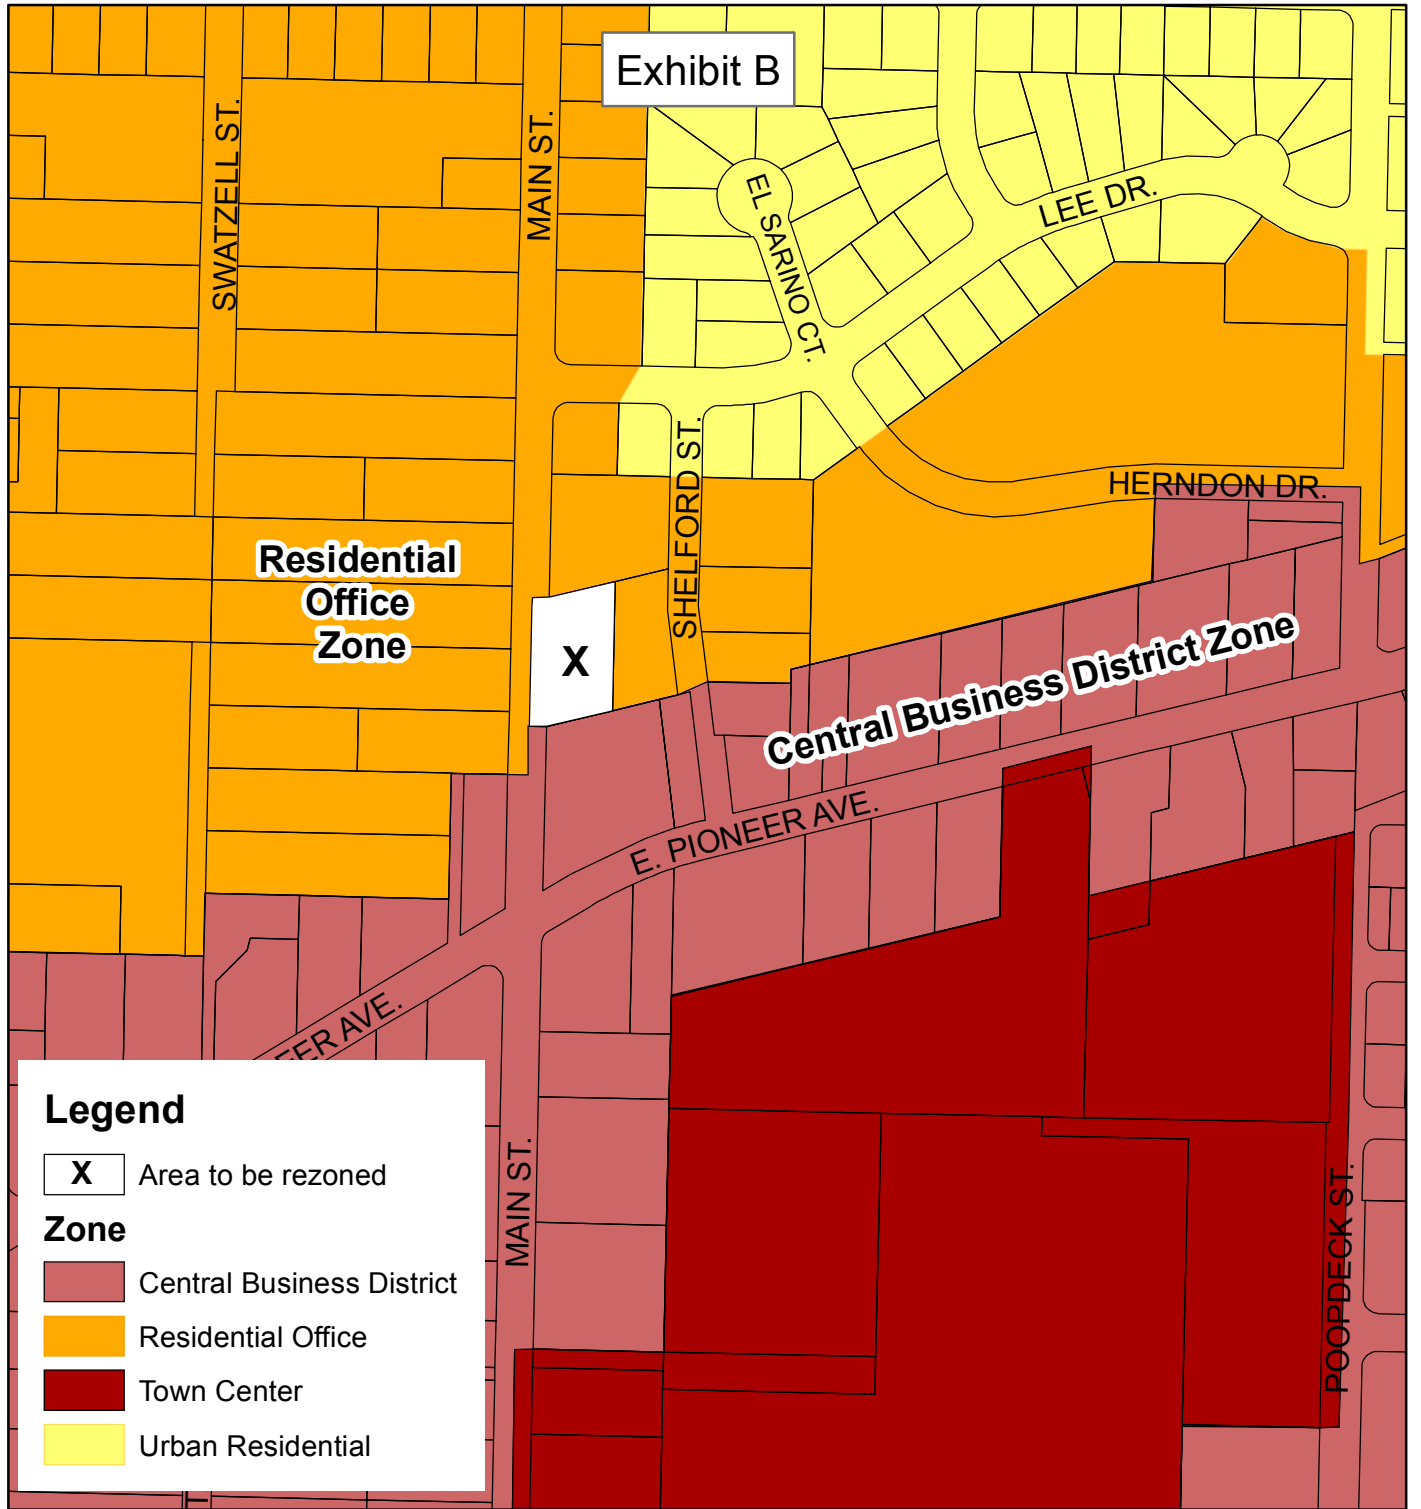 Exhibit B
SWATZELL ST.
MAIN ST.
EL SARINO CT.
LEE DR.
SHELFORD ST.
HERNDON DR.
Residential
Office
Zone
X
Central Business District Zone
E. PIONEER AVE.
EER AVE.
MAIN ST.
POOPDECK ST.
Legend
X Area to be rezoned
Zone
Central Business District
Residential Office
Town Center
Urban Residential